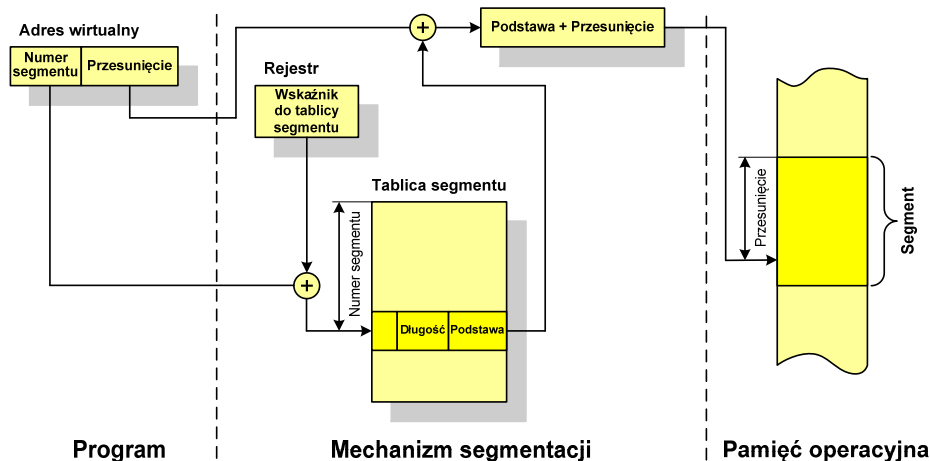 Adres wirtualny
Numer
segmentu
Przesunięcie
Rejestr
Wskaźnik
do tablicy
segmentu
+
Podstawa + Przesunięcie
Tablica segmentu
Numer segmentu
+
Długość
Podstawa
Przesunięcie
Segment
Program
Mechanizm segmentacji
Pamięć operacyjna